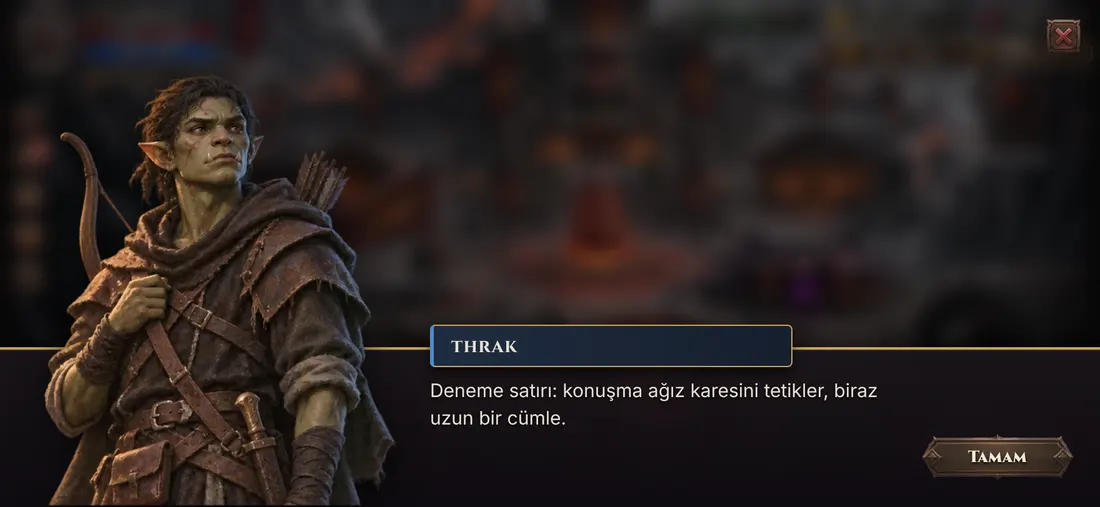 THRAK
Deneme satırı: konuşma ağız karesini tetikler, biraz
uzun bir cümle.
TAMAM